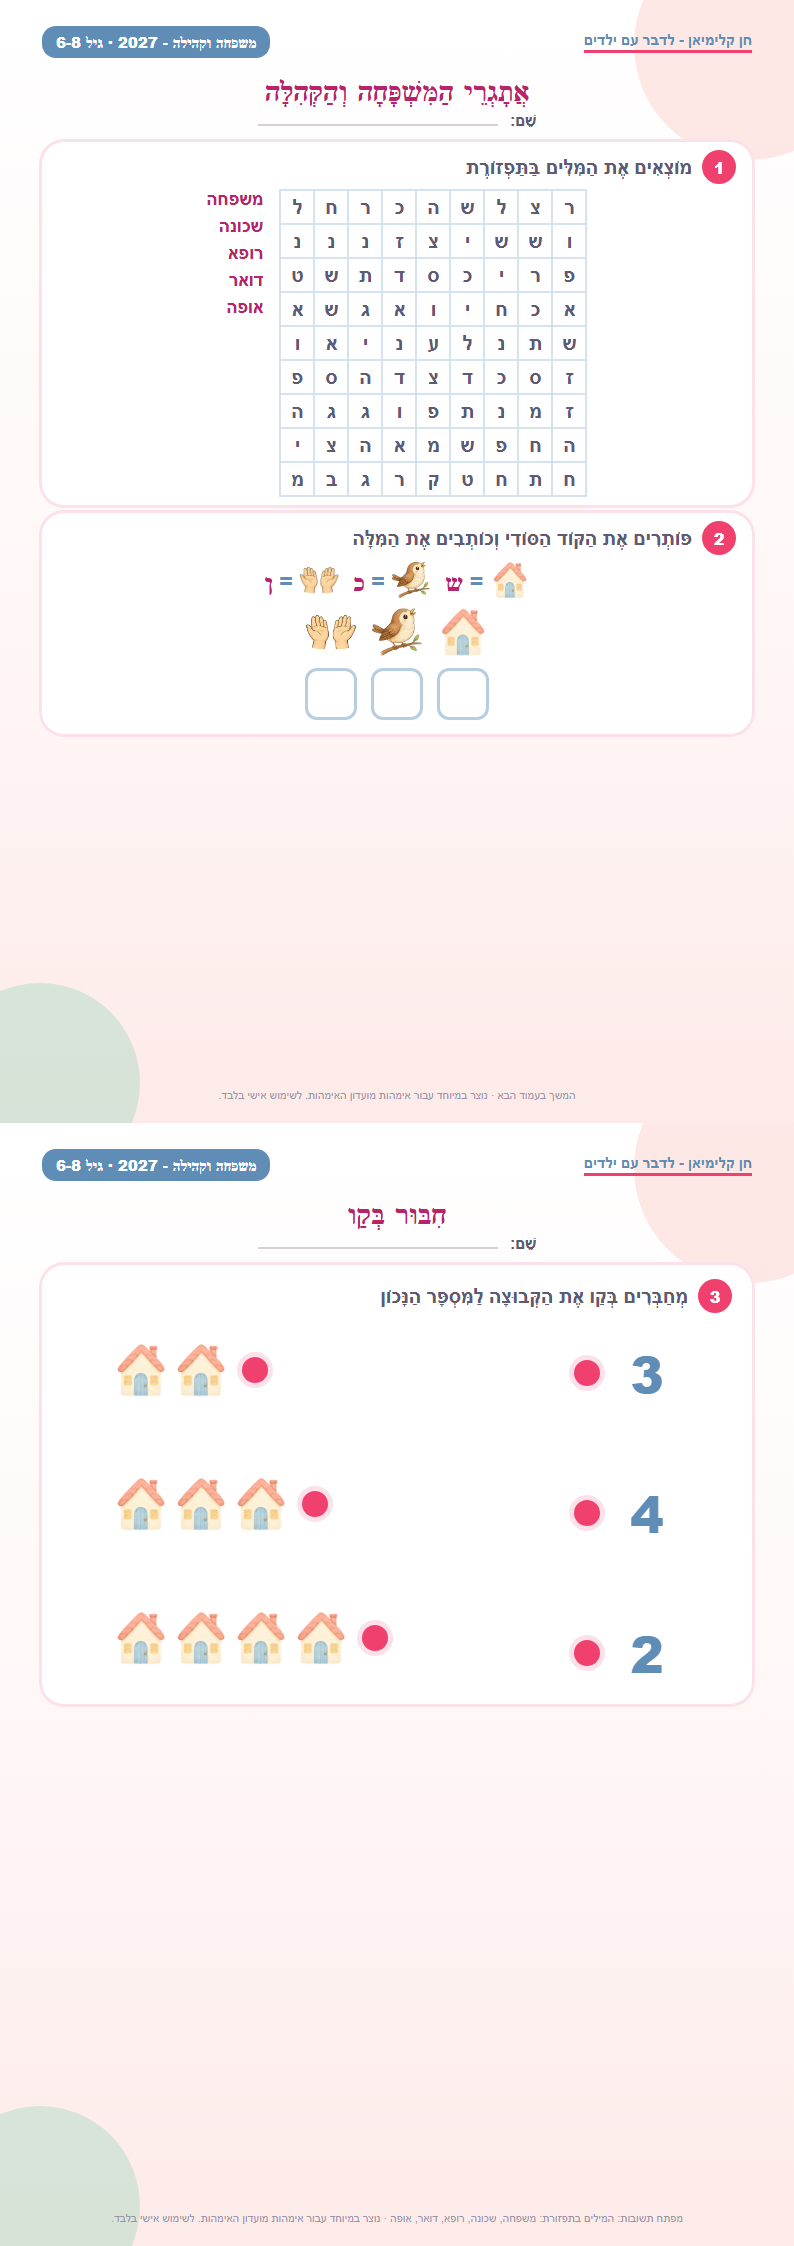 חן קלימיאן - לדבר עם ילדים
משפחה וקהילה - 2027 · גיל 6-8
אֶתְגְּרֵי הַמִּשְׁפָּחָה וְהַקְּהִלָּה
שֵׁם:
1 מוֹצְאִים אֶת הַמִּלִּים בַּתַּפְזוֹרֶת
ר צ ל ש ה כ ר ח ל
ו ש ש י צ ז נ נ נ
פ ר י כ ס ד ת ש ט
א כ ח י ו א ג ש א
ש ת נ ל ע נ י א ו
ז ס כ ד צ ד ה ס פ
ז מ נ ת פ ו ג ג ה
ה ח פ ש מ א ה צ י
ח ת ח ט ק ר ג ב מ
משפחה
שכונה
רופא
דואר
אופה
2 פּוֹתְרִים אֶת הַקּוֹד הַסּוֹדִי וְכוֹתְבִים אֶת הַמִּלָּה
= ש = כ = ן
המשך בעמוד הבא · נוצר במיוחד עבור אימהות מועדון האימהות. לשימוש אישי בלבד.
חן קלימיאן - לדבר עם ילדים
משפחה וקהילה - 2027 · גיל 6-8
חִבּוּר בְּקַו
שֵׁם:
3 מְחַבְּרִים בְּקַו אֶת הַקְּבוּצָה לַמִּסְפָּר הַנָּכוֹן
3
4
2
מפתח תשובות: המילים בתפזורת: משפחה, שכונה, רופא, דואר, אופה · נוצר במיוחד עבור אימהות מועדון האימהות. לשימוש אישי בלבד.